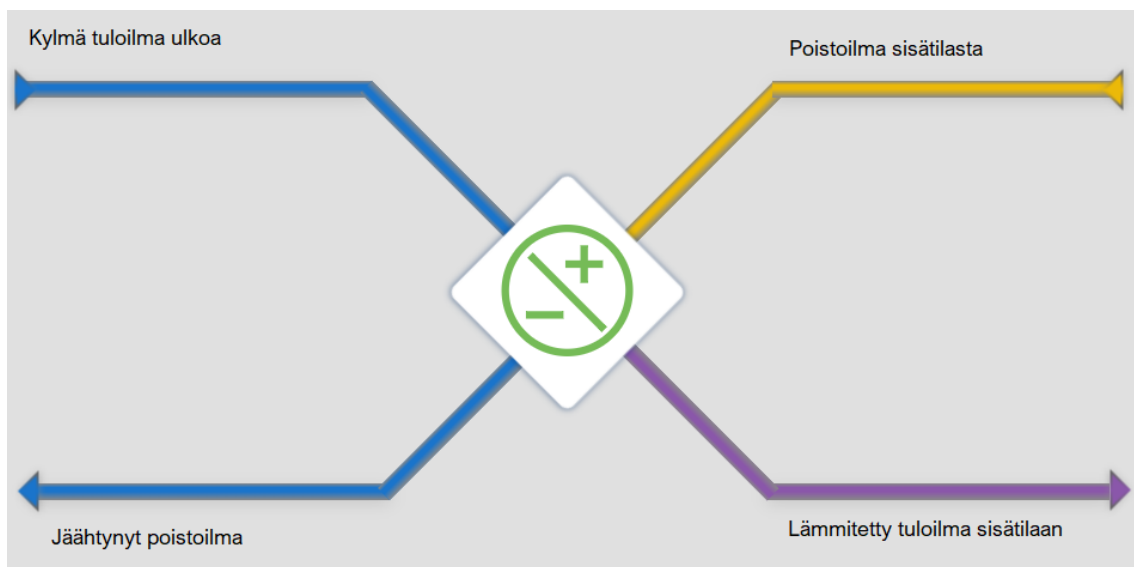 Kylmä tuloilma ulkoa
Poistoilma sisätilasta
Jäähtynyt poistoilma
Lämmitetty tuloilma sisätilaan